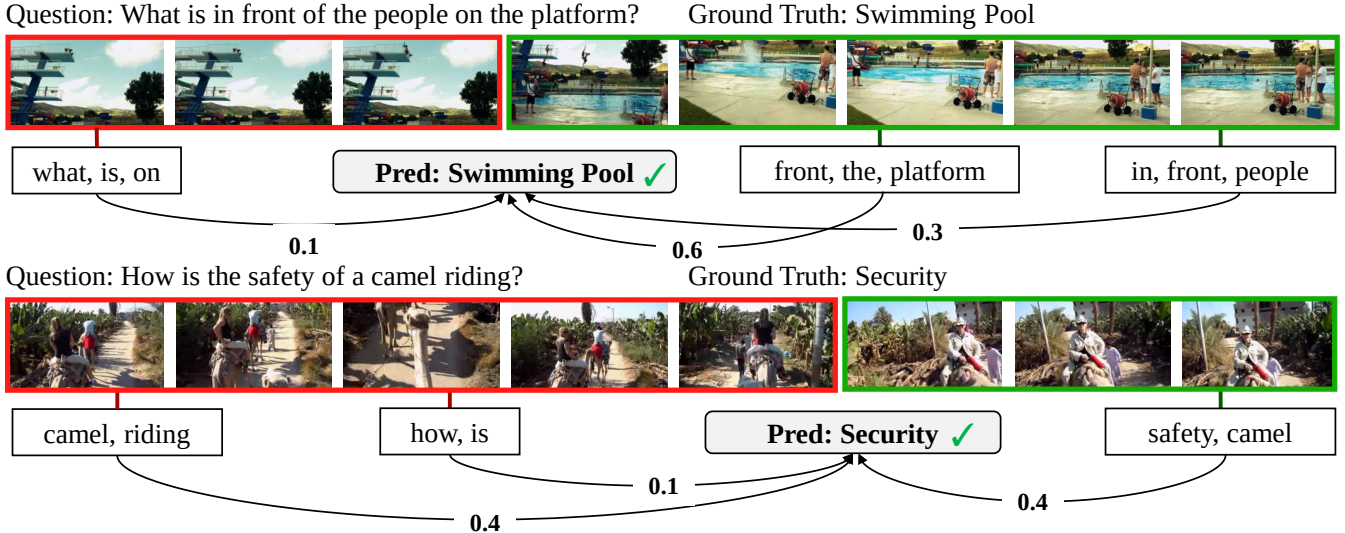 Question: What is in front of the people on the platform? Ground Truth: Swimming Pool
what, is, on
Pred: Swimming Pool ✓
front, the, platform
in, front, people
0.1
0.6
0.3
Question: How is the safety of a camel riding? Ground Truth: Security
camel, riding
how, is
Pred: Security ✓
safety, camel
0.1
0.4
0.4